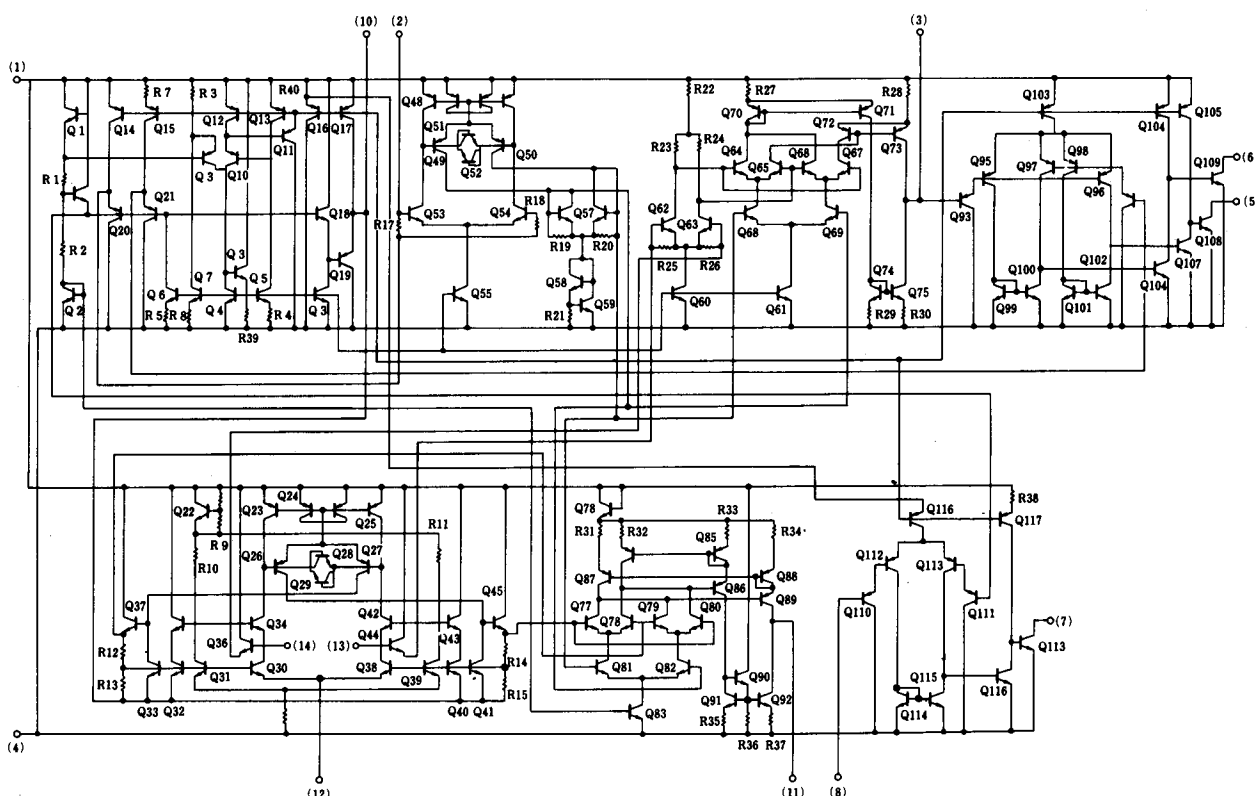 (10) (2) (3)
(1)
R7 R3 R40 R22 R27 R28 Q103
Q1 Q14 Q15 Q12 Q13 Q16 Q17 Q48 Q70 Q71 Q104 Q105
Q11 Q51 R23 R24 Q72 Q73
Q3 Q10 Q49 Q52 Q50 Q64 Q65 Q68 Q67 Q95 Q97 Q98 Q109 (6)
R1 Q96
Q21 R18 Q62 (5)
Q20 Q18 R17 Q53 Q54 Q57 Q63 Q68 Q69 Q93 Q108
R2 Q3 R19 R20 R25 R26 Q102 Q107
Q7 Q5 Q19 Q58 Q74 Q100
Q2 Q6 Q4 Q3 Q55 Q59 Q60 Q61 Q75 Q104
R5 R8 R4 R21 R29 R30 Q99 Q101
R39
Q22 Q23 Q24 Q25 Q78 R38
R9 R11 R31 R32 R33 R34 Q116 Q117
R10 Q26 Q28 Q27 Q85
Q29 Q45 Q87 Q86 Q88 Q112 Q113
Q37 Q77 Q79 Q80 Q89
Q34 Q42 Q78 Q110 Q111
Q36 (14) (13) Q44 Q43 (7)
R12 Q30 Q38 R14 Q81 Q82 Q90 Q113
R13 Q31 Q39 R15 Q91 Q92 Q115 Q116
Q33 Q32 Q40 Q41 Q83 R35 Q114
(4) R36 R37
(12) (11) (8)